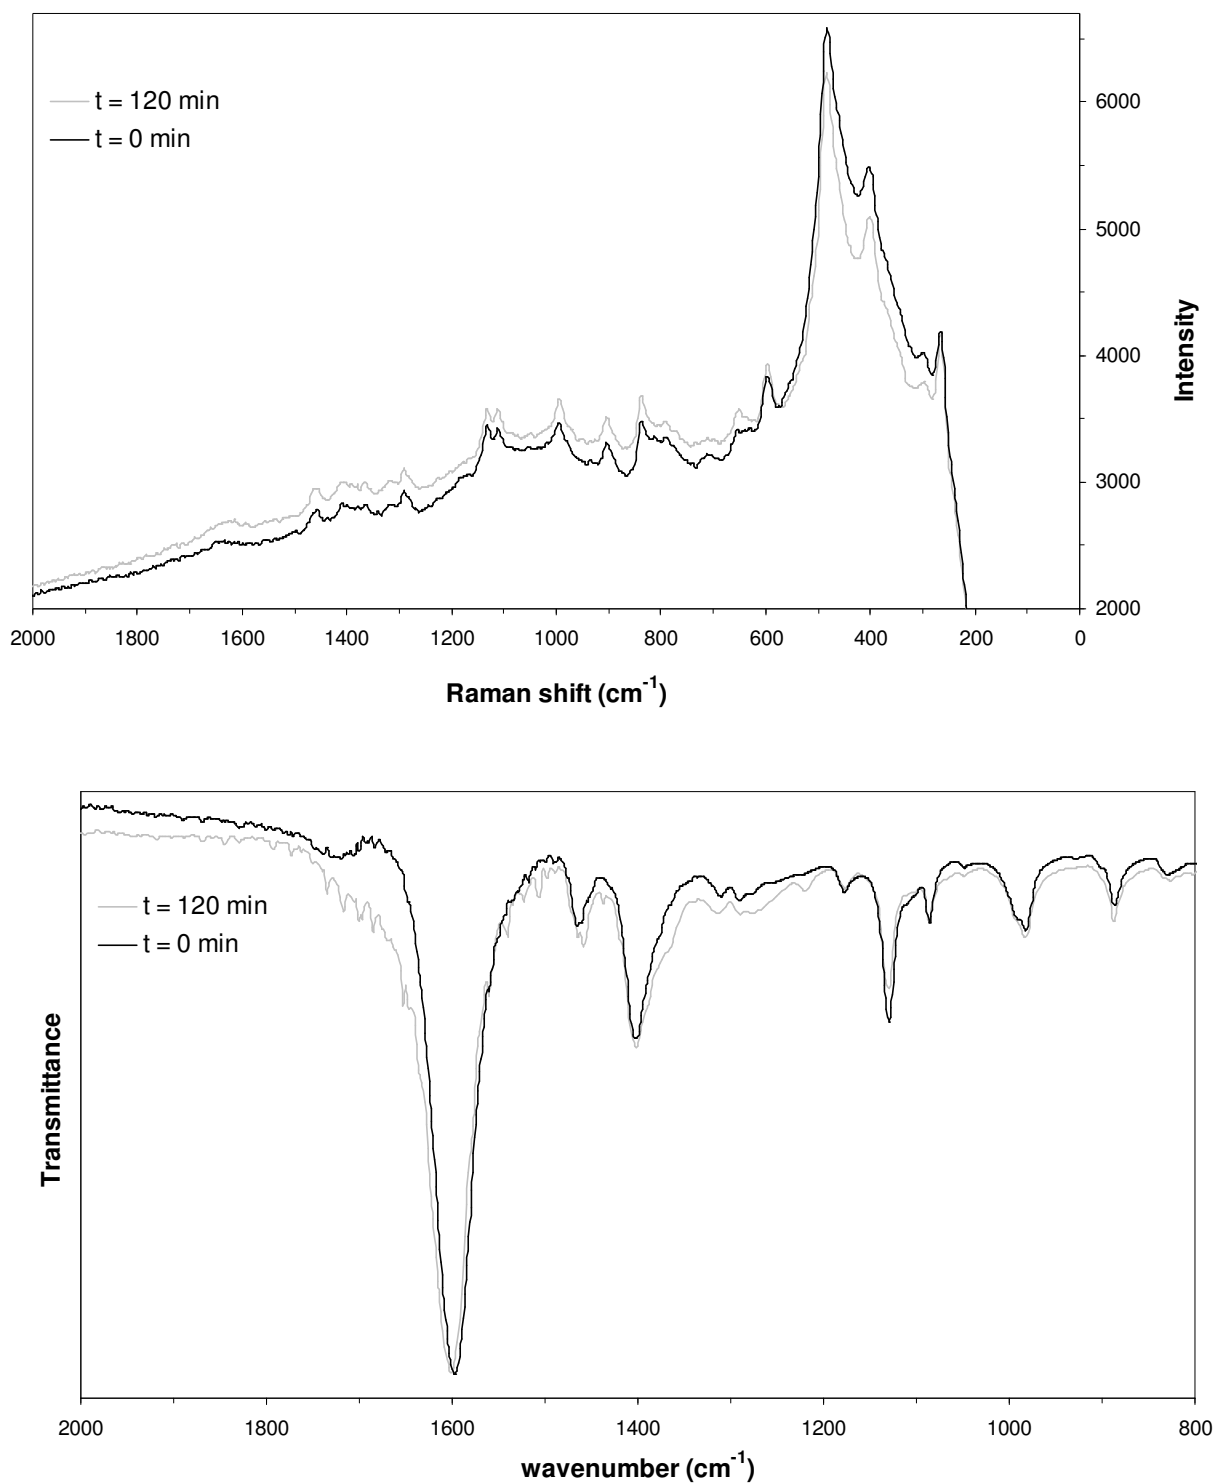 t = 120 min
t = 0 min
6000
5000
4000
3000
2000
Intensity
2000 1800 1600 1400 1200 1000 800 600 400 200 0
Raman shift (cm⁻¹)
t = 120 min
t = 0 min
Transmittance
2000 1800 1600 1400 1200 1000 800
wavenumber (cm⁻¹)